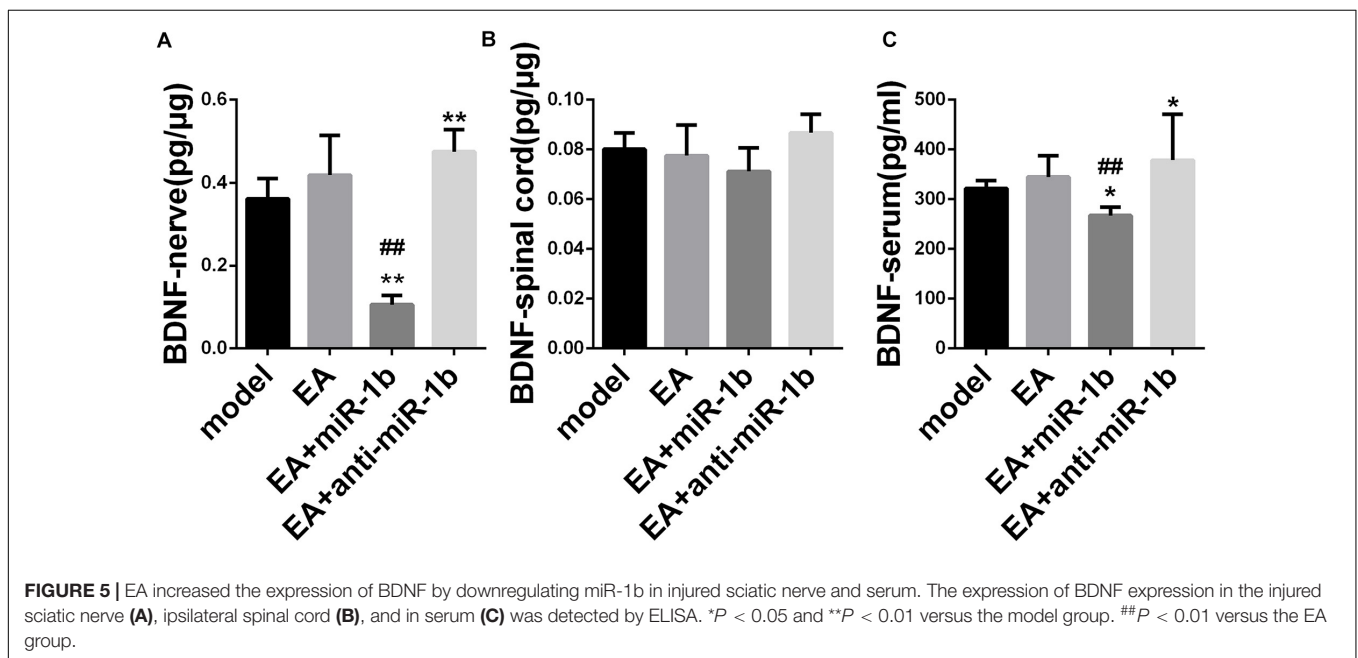 A
BDNF-nerve(pg/µg)
0.6
0.4
0.2
0.0
**
##
**
model
EA
EA+miR-1b
EA+anti-miR-1b
B
BDNF-spinal cord(pg/µg)
0.10
0.08
0.06
0.04
0.02
0.00
model
EA
EA+miR-1b
EA+anti-miR-1b
C
BDNF-serum(pg/ml)
500
400
300
200
100
0
*
##
*
model
EA
EA+miR-1b
EA+anti-miR-1b
FIGURE 5 | EA increased the expression of BDNF by downregulating miR-1b in injured sciatic nerve and serum. The expression of BDNF expression in the injured
sciatic nerve (A), ipsilateral spinal cord (B), and in serum (C) was detected by ELISA. *P < 0.05 and **P < 0.01 versus the model group. ##P < 0.01 versus the EA
group.